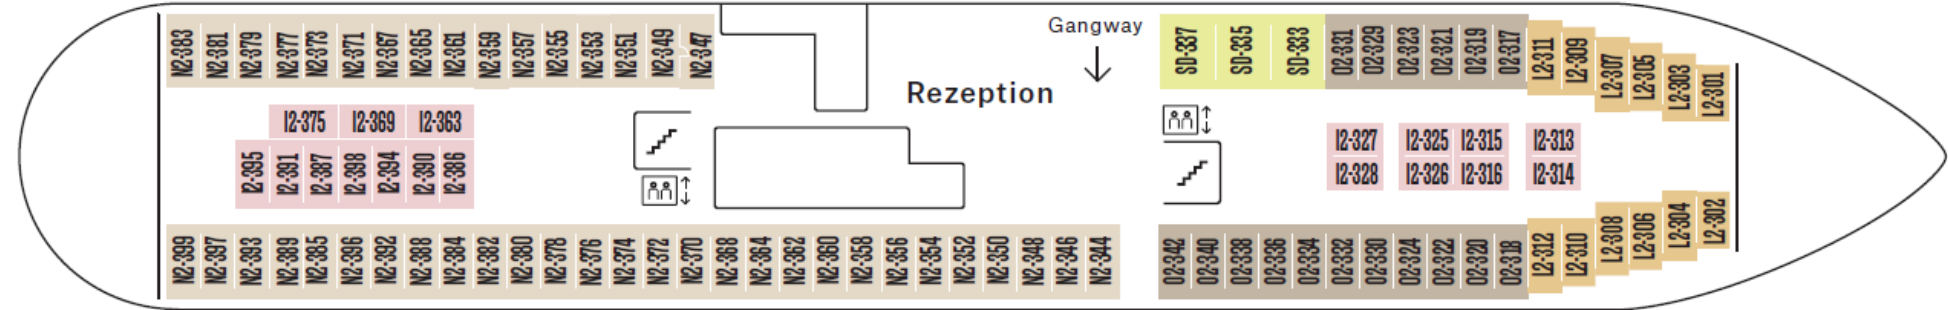 N2-383 N2-381 N2-379 N2-377 N2-373 N2-371 N2-367 N2-365 N2-361 N2-359 N2-357 N2-355 N2-353 N2-351 N2-349 N2-347
Gangway
SD-337 SD-335 SD-333 O2-331 O2-329 O2-323 O2-321 O2-319 O2-317 L2-311 L2-309 L2-307 L2-305 L2-303 L2-301
Rezeption
I2-375 I2-369 I2-363
I2-395 I2-391 I2-387 I2-398 I2-394 I2-390 I2-386
I2-327 I2-325 I2-315 I2-313
I2-328 I2-326 I2-316 I2-314
N2-399 N2-397 N2-393 N2-389 N2-385 N2-396 N2-392 N2-388 N2-384 N2-382 N2-380 N2-378 N2-376 N2-374 N2-372 N2-370 N2-368 N2-364 N2-362 N2-360 N2-358 N2-356 N2-354 N2-352 N2-350 N2-348 N2-346 N2-344
O2-342 O2-340 O2-338 O2-336 O2-334 O2-332 O2-330 O2-324 O2-322 O2-320 O2-318 L2-312 L2-310 L2-308 L2-306 L2-304 L2-302